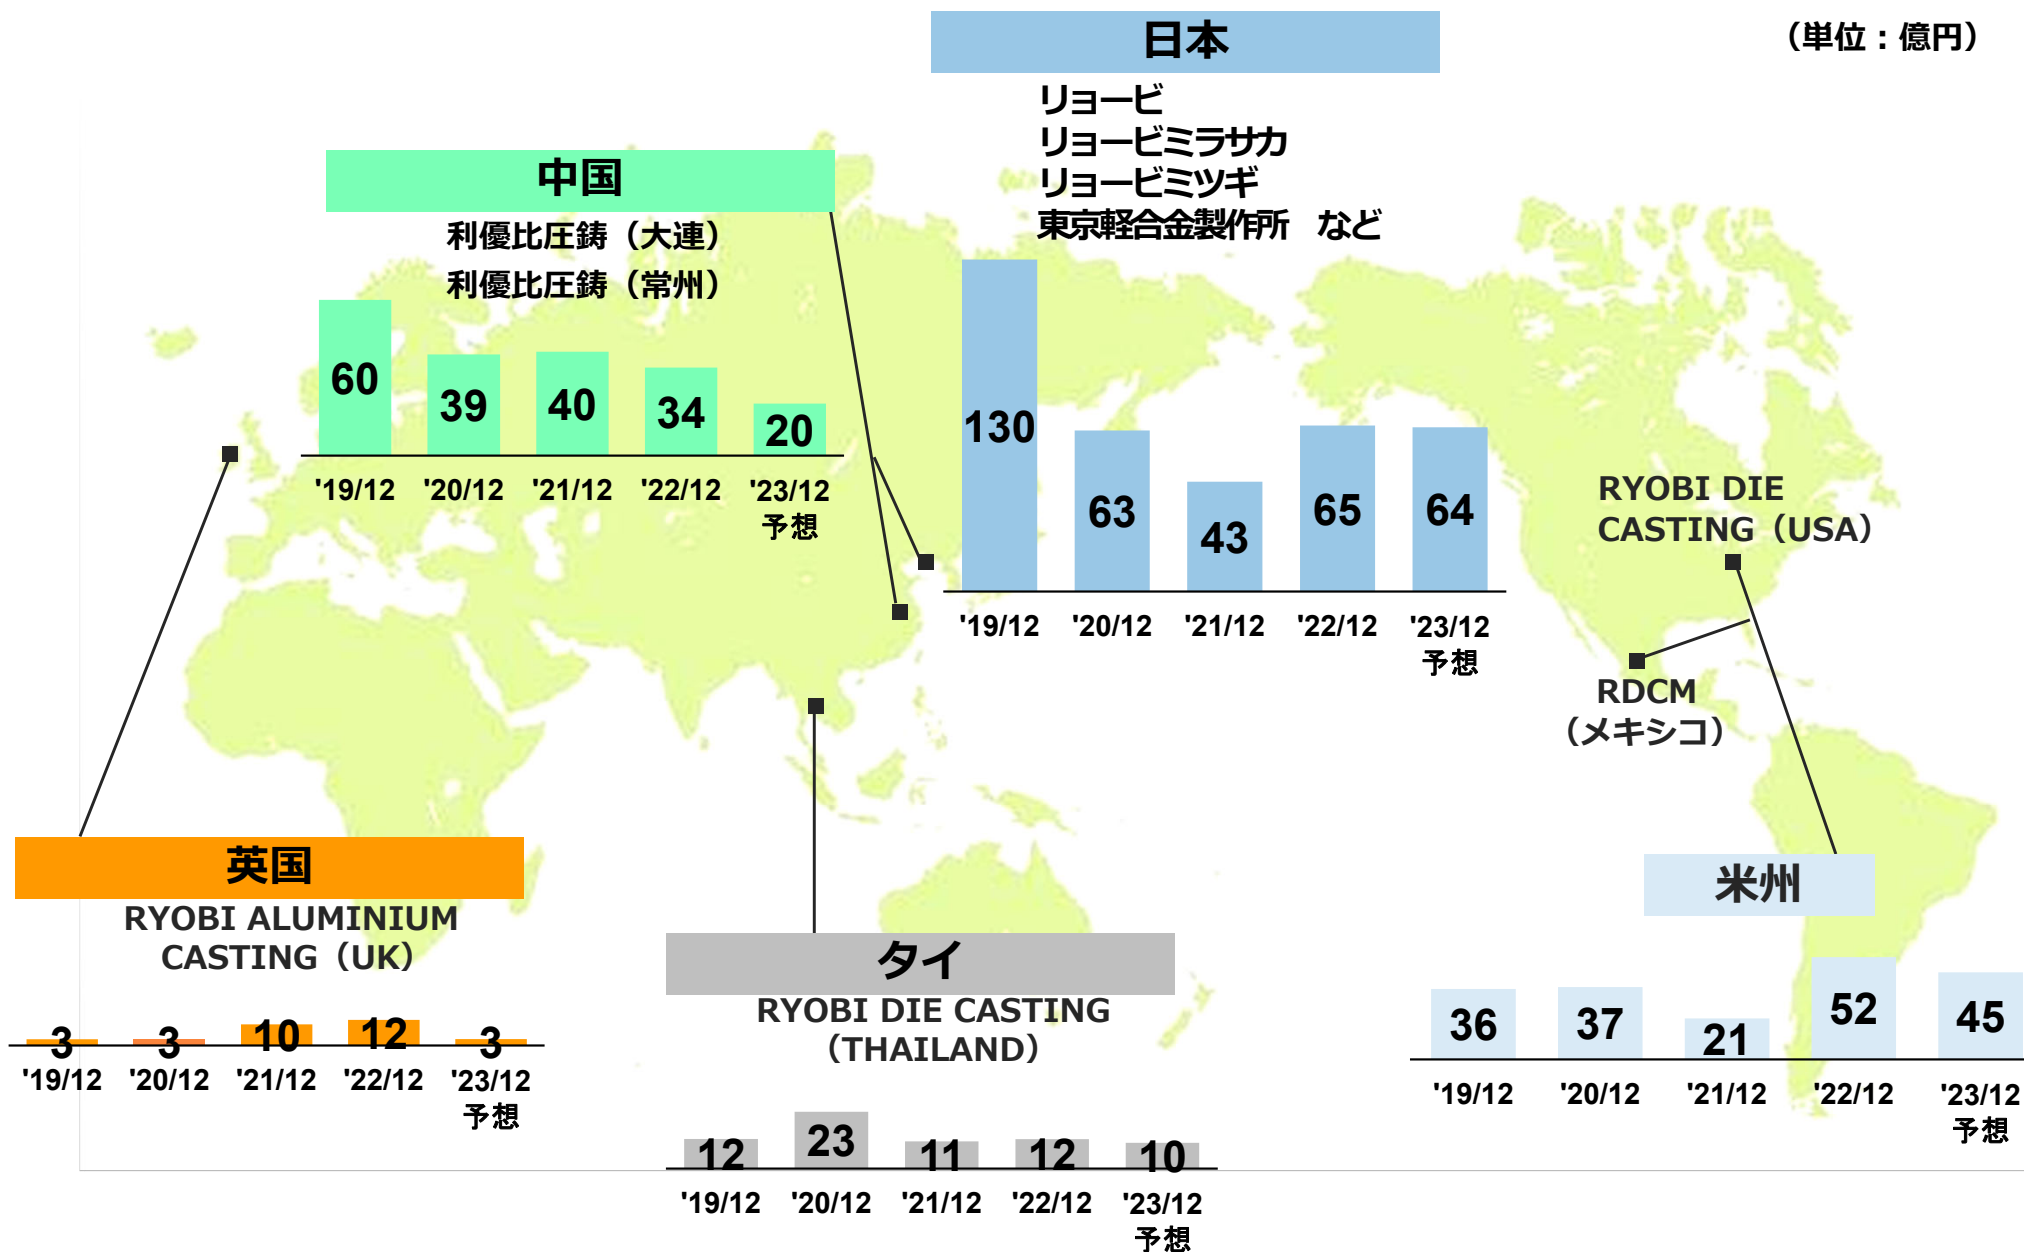 （単位：億円）
日本
リョービ
リョービミラサカ
リョービミツギ
東京軽合金製作所　など
130
63
43
65
64
'19/12
'20/12
'21/12
'22/12
'23/12
予想
中国
利優比圧鋳（大連）
利優比圧鋳（常州）
60
39
40
34
20
'19/12
'20/12
'21/12
'22/12
'23/12
予想
RYOBI DIE
CASTING（USA）
RDCM
（メキシコ）
米州
36
37
21
52
45
'19/12
'20/12
'21/12
'22/12
'23/12
予想
英国
RYOBI ALUMINIUM
CASTING（UK）
3
3
10
12
3
'19/12
'20/12
'21/12
'22/12
'23/12
予想
タイ
RYOBI DIE CASTING
（THAILAND）
12
23
11
12
10
'19/12
'20/12
'21/12
'22/12
'23/12
予想